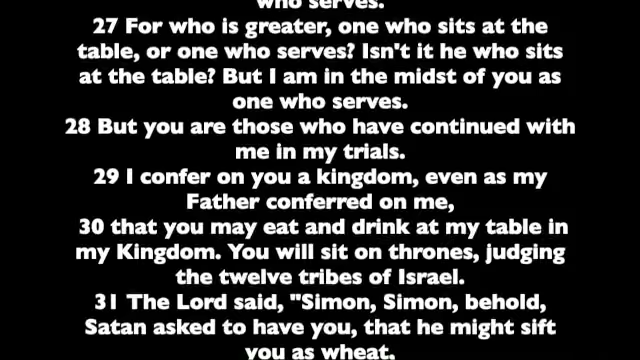 who serves.
27 For who is greater, one who sits at the
table, or one who serves? Isn't it he who sits
at the table? But I am in the midst of you as
one who serves.
28 But you are those who have continued with
me in my trials.
29 I confer on you a kingdom, even as my
Father conferred on me,
30 that you may eat and drink at my table in
my Kingdom. You will sit on thrones, judging
the twelve tribes of Israel.
31 The Lord said, "Simon, Simon, behold,
Satan asked to have you, that he might sift
you as wheat,